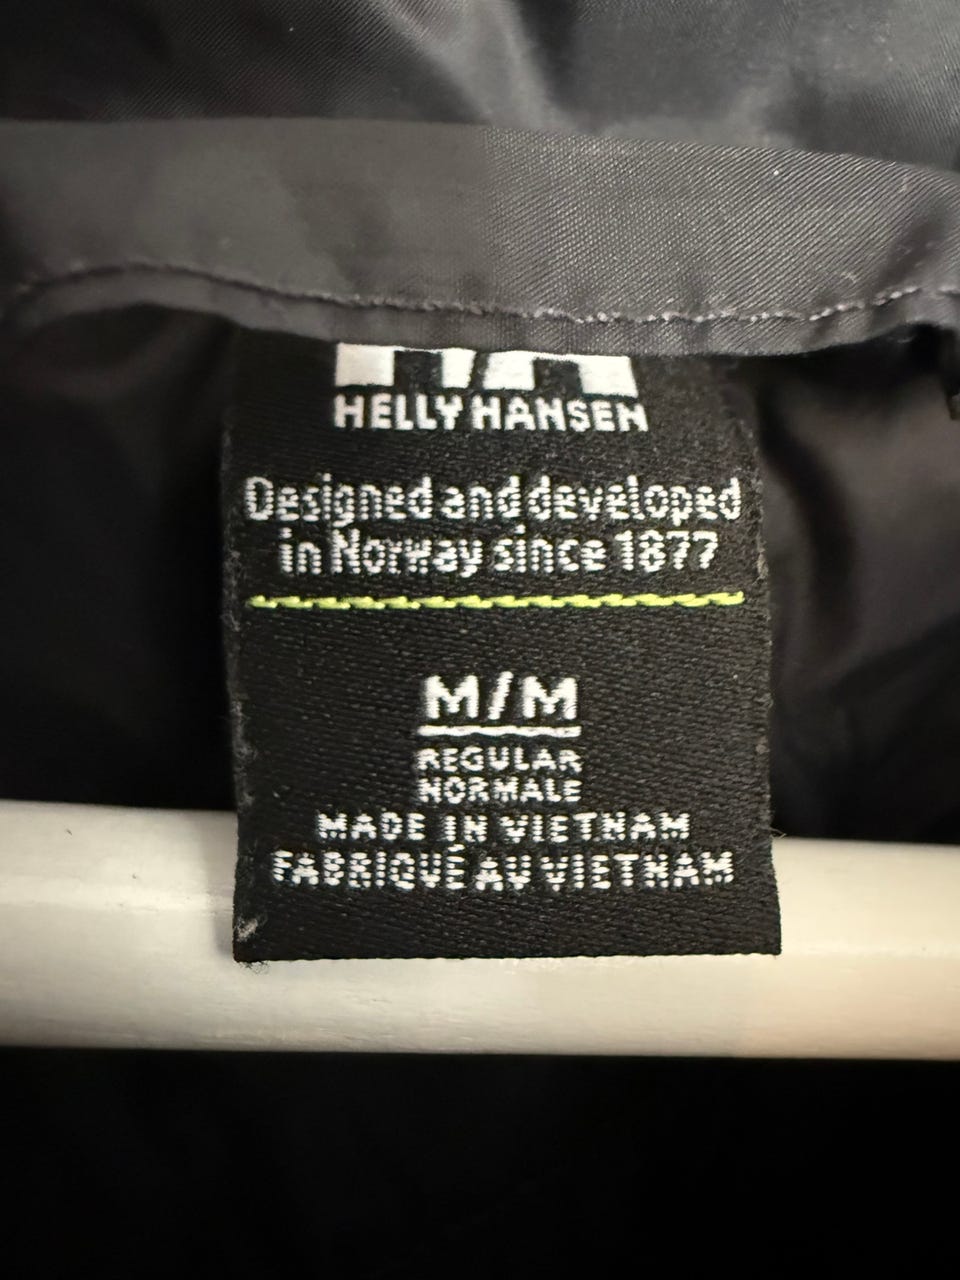 HELLY HANSEN
Designed and developed
in Norway since 1877
M/M
REGULAR
NORMALE
MADE IN VIETNAM
FABRIQUÉ AU VIETNAM